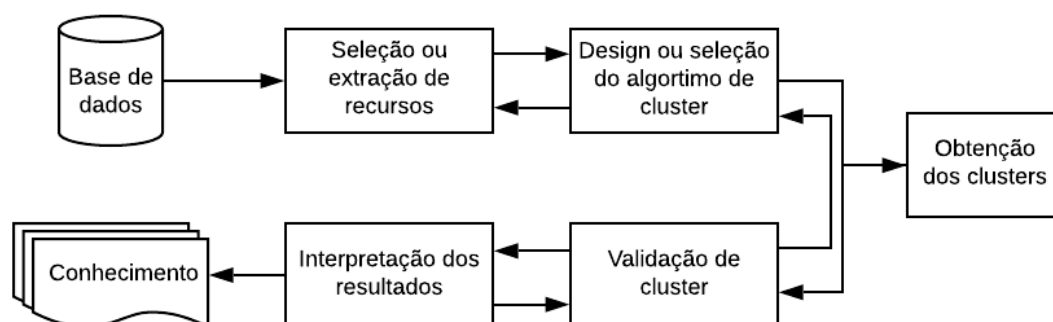 Base de
dados
Seleção ou
extração de
recursos
Design ou seleção
do algortimo de
cluster
Obtenção
dos clusters
Conhecimento
Interpretação dos
resultados
Validação de
cluster